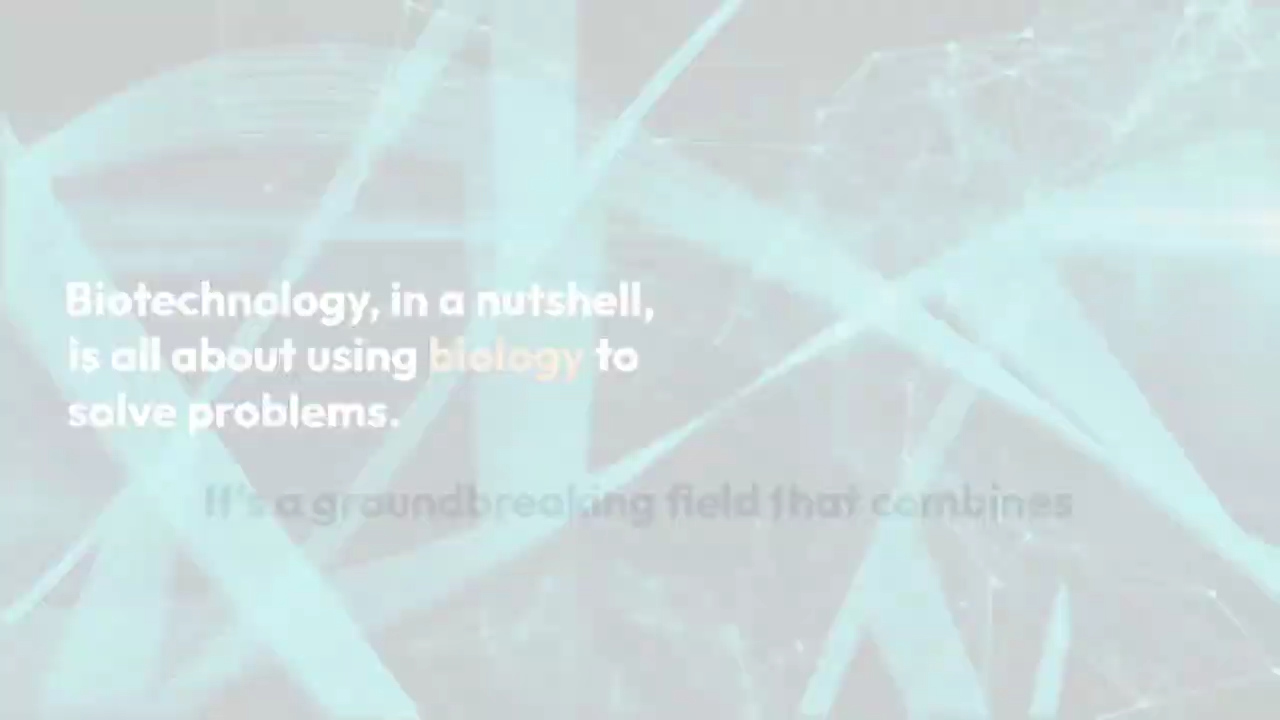 Biotechnology, in a nutshell,
is all about using biology to
solve problems.
It's a groundbreaking field that combines